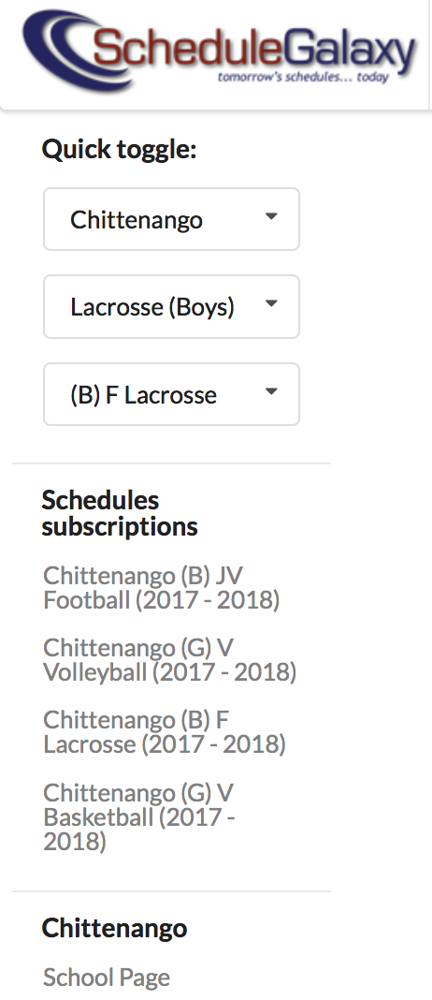 ScheduleGalaxy
tomorrow's schedules... today
Quick toggle:
Chittenango
Lacrosse (Boys)
(B) F Lacrosse
Schedules
subscriptions
Chittenango (B) JV
Football (2017 - 2018)
Chittenango (G) V
Volleyball (2017 - 2018)
Chittenango (B) F
Lacrosse (2017 - 2018)
Chittenango (G) V
Basketball (2017 -
2018)
Chittenango
School Page